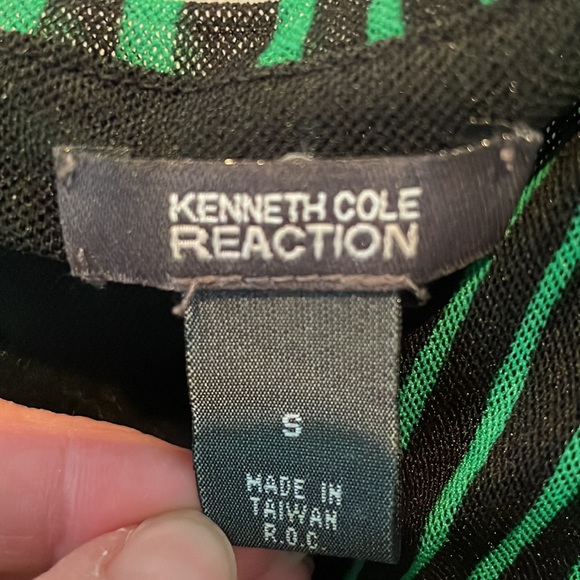 KENNETH COLE
REACTION
S
MADE IN
TAIWAN
R.O.C